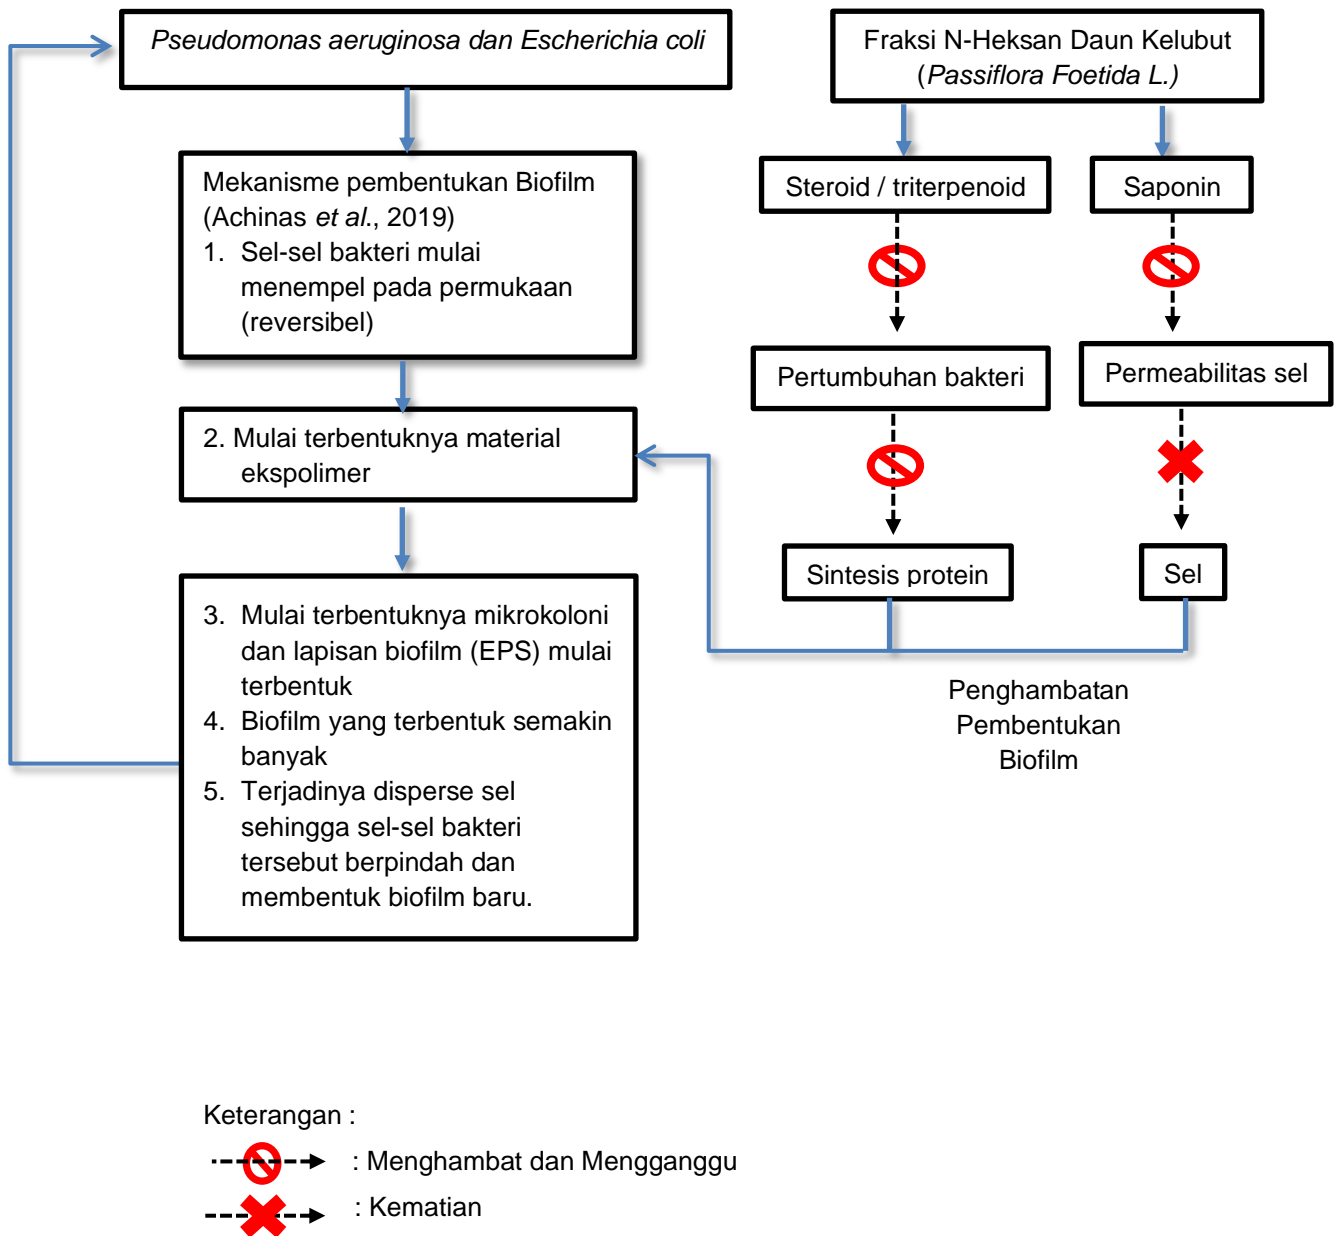 Pseudomonas aeruginosa dan Escherichia coli
Mekanisme pembentukan Biofilm
(Achinas et al., 2019)
1. Sel-sel bakteri mulai
menempel pada permukaan
(reversibel)
2. Mulai terbentuknya material
ekspolimer
3. Mulai terbentuknya mikrokoloni
dan lapisan biofilm (EPS) mulai
terbentuk
4. Biofilm yang terbentuk semakin
banyak
5. Terjadinya disperse sel
sehingga sel-sel bakteri
tersebut berpindah dan
membentuk biofilm baru.
Fraksi N-Heksan Daun Kelubut
(Passiflora Foetida L.)
Steroid / triterpenoid
Saponin
Pertumbuhan bakteri
Permeabilitas sel
Sintesis protein
Sel
Penghambatan
Pembentukan
Biofilm
Keterangan :
: Menghambat dan Mengganggu
: Kematian